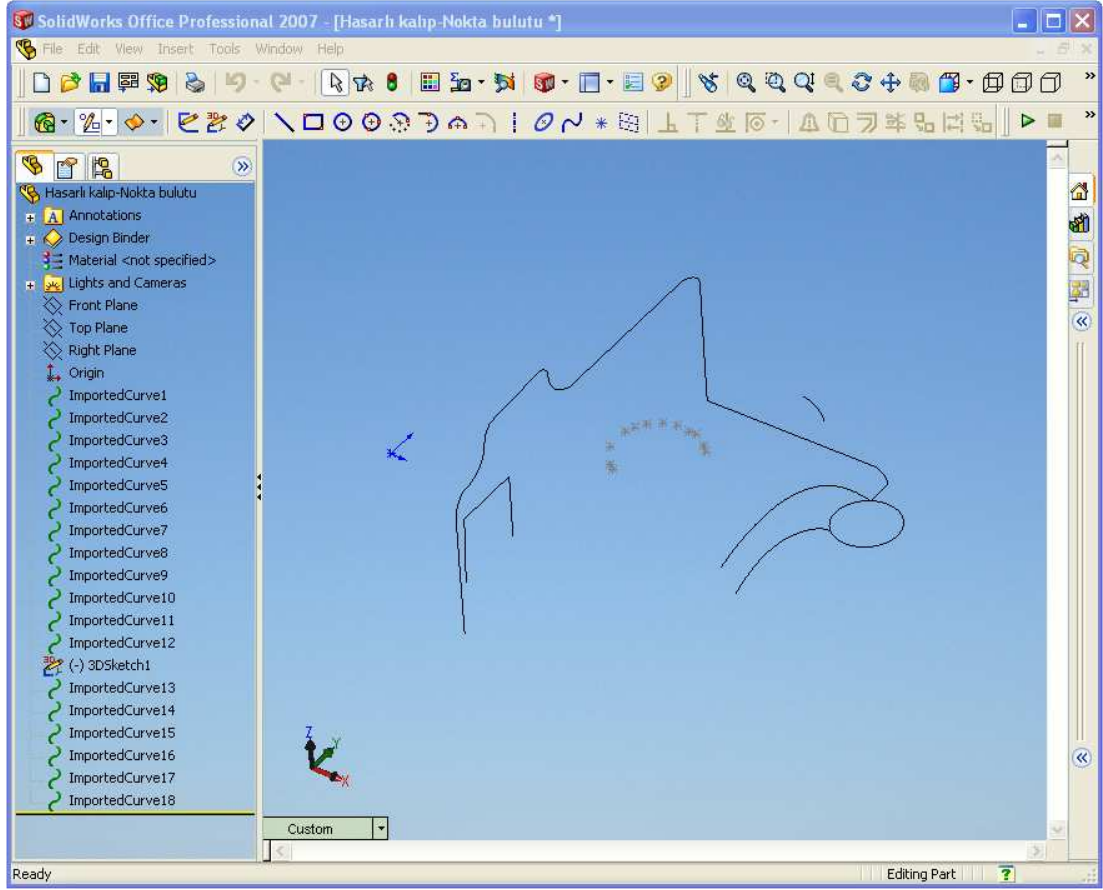 SolidWorks Office Professional 2007 - [Hasarlı kalıp-Nokta bulutu *]
File Edit View Insert Tools Window Help
Hasarlı kalıp-Nokta bulutu
Annotations
Design Binder
Material <not specified>
Lights and Cameras
Front Plane
Top Plane
Right Plane
Origin
ImportedCurve1
ImportedCurve2
ImportedCurve3
ImportedCurve4
ImportedCurve5
ImportedCurve6
ImportedCurve7
ImportedCurve8
ImportedCurve9
ImportedCurve10
ImportedCurve11
ImportedCurve12
(-) 3DSketch1
ImportedCurve13
ImportedCurve14
ImportedCurve15
ImportedCurve16
ImportedCurve17
ImportedCurve18
Z
Y
X
Custom
Ready
Editing Part